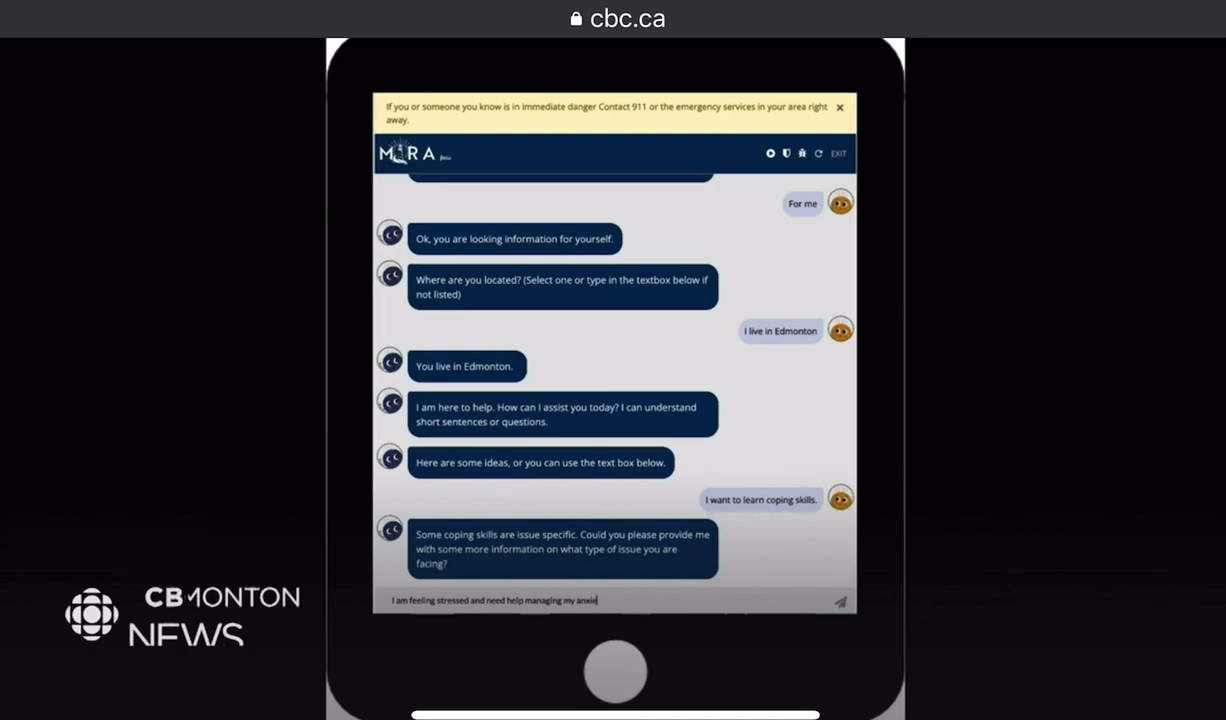 cbc.ca
If you or someone you know is in immediate danger Contact 911 or the emergency services in your area right
away.
MIRA Beta
EXIT
For me
Ok, you are looking information for yourself.
Where are you located? (Select one or type in the textbox below if
not listed)
I live in Edmonton
You live in Edmonton.
I am here to help. How can I assist you today? I can understand
short sentences or questions.
Here are some ideas, or you can use the text box below.
I want to learn coping skills.
Some coping skills are issue specific. Could you please provide me
with some more information on what type of issue you are
facing?
I am feeling stressed and need help managing my anxie
NEWS